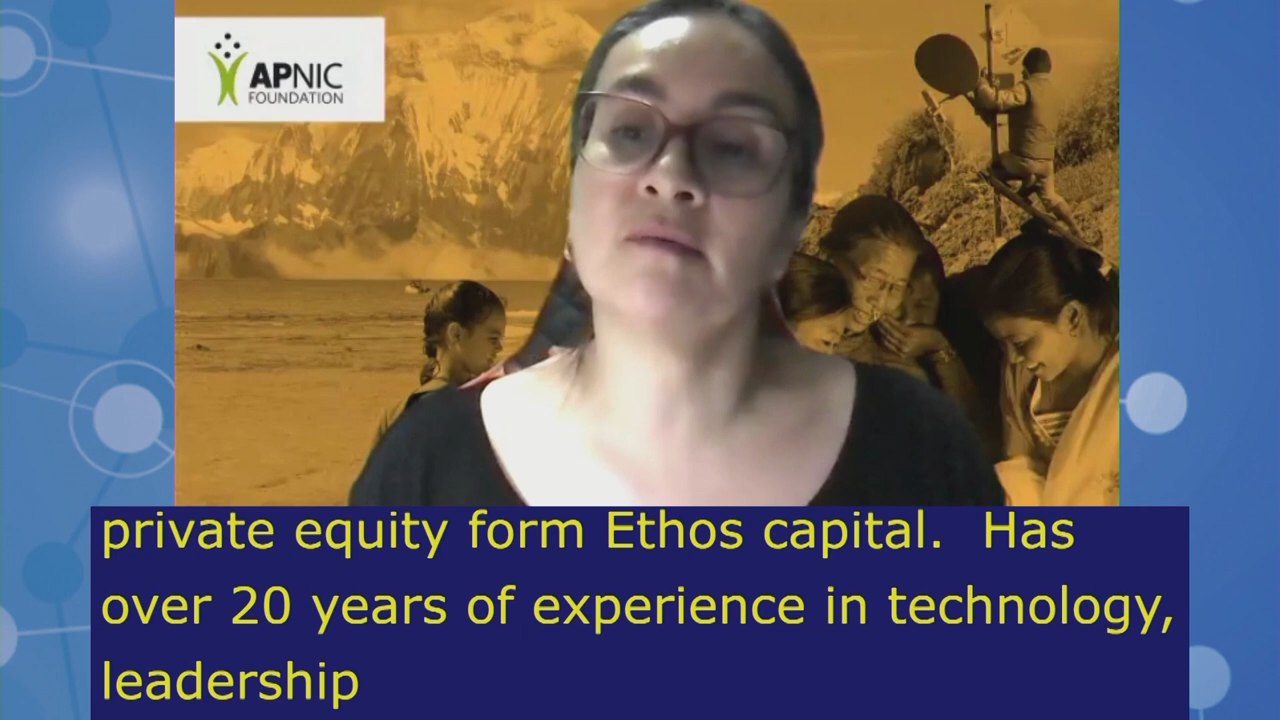 APNIC
FOUNDATION
private equity form Ethos capital.  Has
over 20 years of experience in technology,
leadership